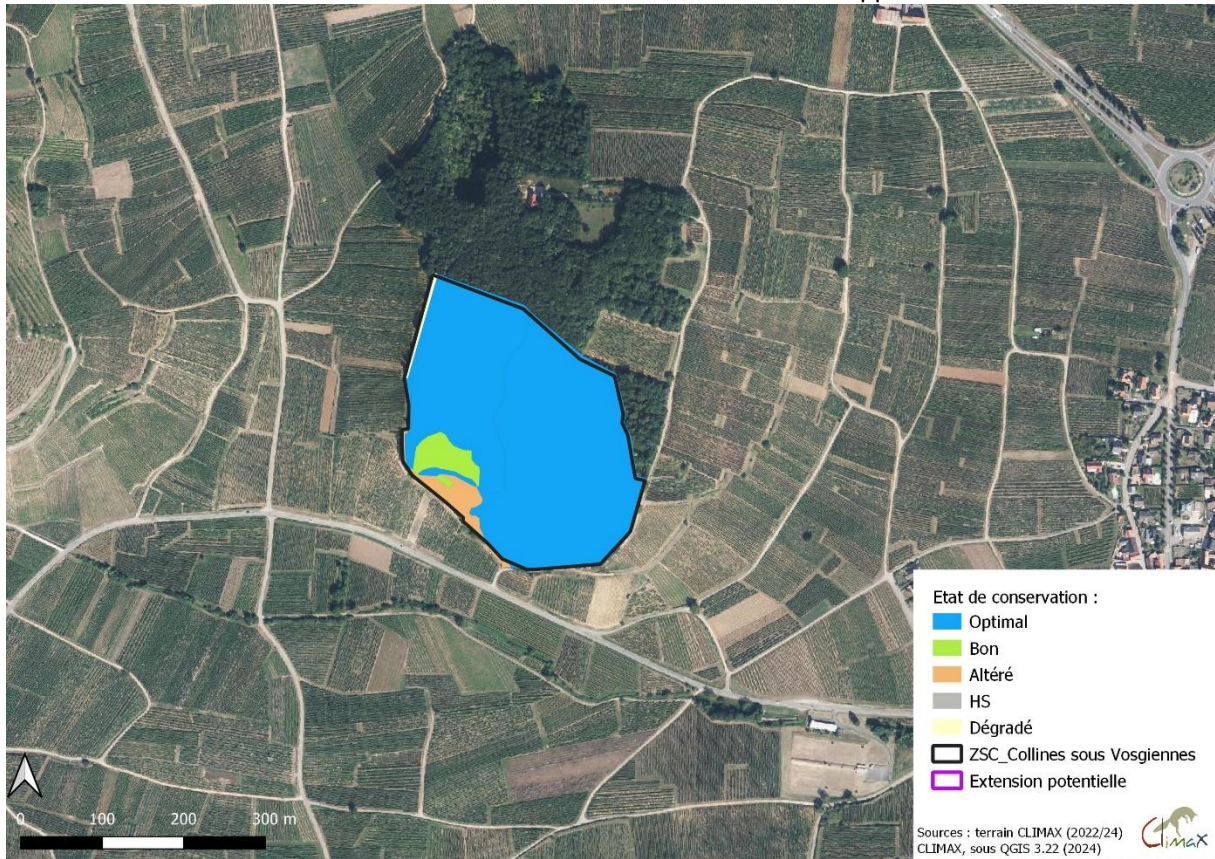 Etat de conservation :
Optimal
Bon
Altéré
HS
Dégradé
ZSC_Collines sous Vosgiennes
Extension potentielle
0 100 200 300 m
Sources : terrain CLIMAX (2022/24)
CLIMAX, sous QGIS 3.22 (2024)
Climax